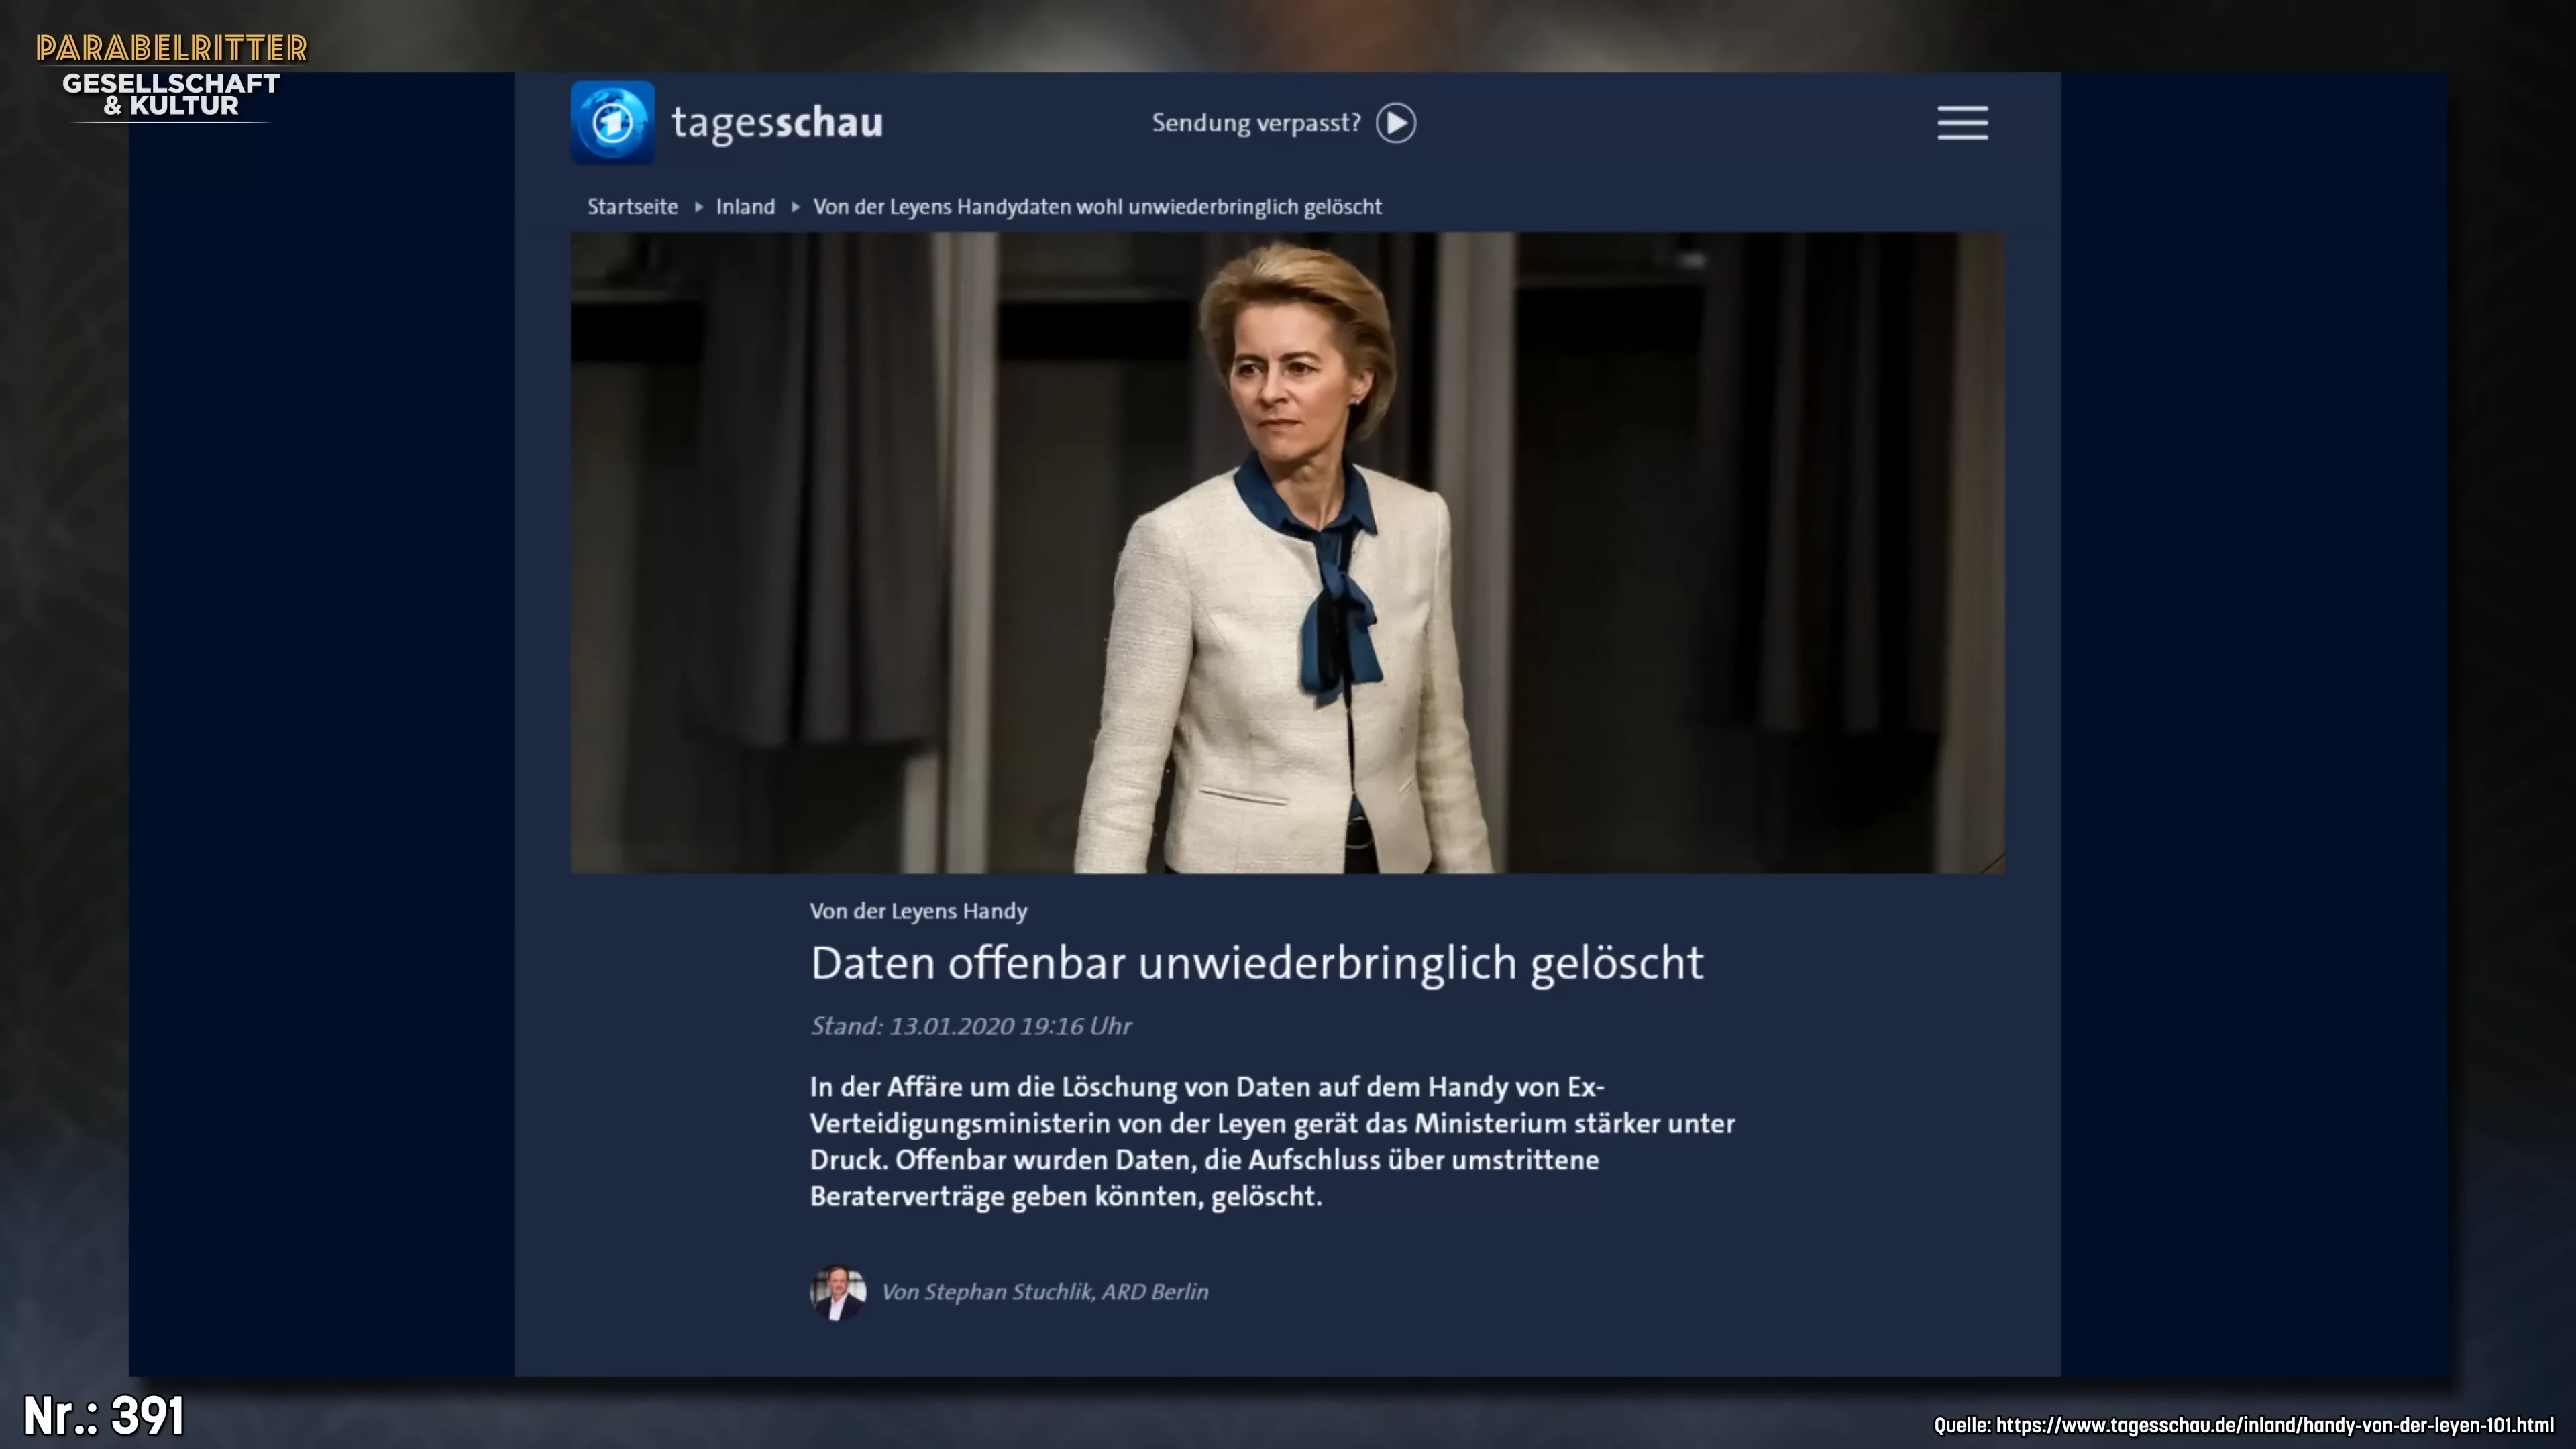 PARABELRITTER
GESELLSCHAFT
& KULTUR
tagesschau
Sendung verpasst?
Startseite ▸ Inland ▸ Von der Leyens Handydaten wohl unwiederbringlich gelöscht
Von der Leyens Handy
Daten offenbar unwiederbringlich gelöscht
Stand: 13.01.2020 19:16 Uhr
In der Affäre um die Löschung von Daten auf dem Handy von Ex-
Verteidigungsministerin von der Leyen gerät das Ministerium stärker unter
Druck. Offenbar wurden Daten, die Aufschluss über umstrittene
Beraterverträge geben könnten, gelöscht.
Von Stephan Stuchlik, ARD Berlin
Nr.: 391
Quelle: https://www.tagesschau.de/inland/handy-von-der-leyen-101.html